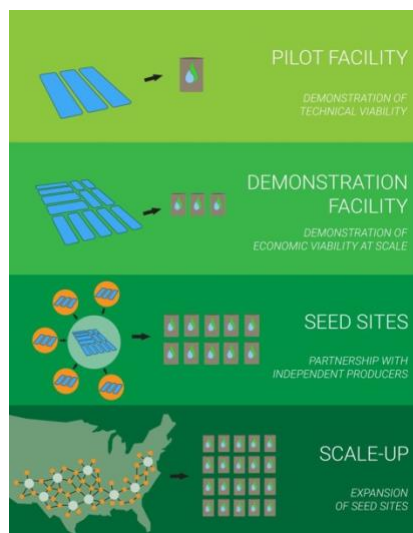 PILOT FACILITY
DEMONSTRATION OF
TECHNICAL VIABILITY
DEMONSTRATION
FACILITY
DEMONSTRATION OF
ECONOMIC VIABILITY AT SCALE
SEED SITES
PARTNERSHIP WITH
INDEPENDENT PRODUCERS
SCALE-UP
EXPANSION
OF SEED SITES